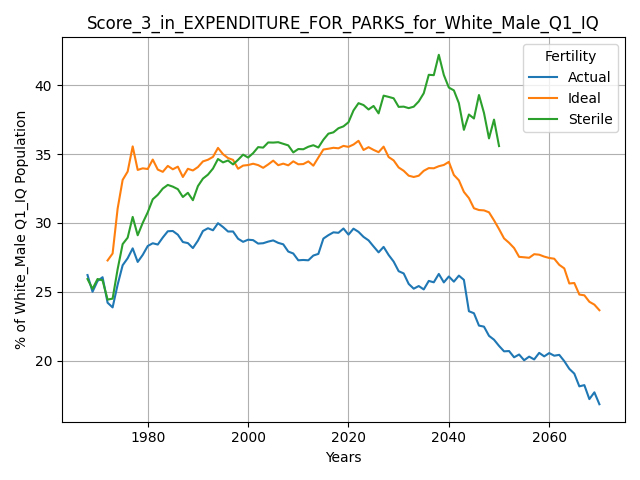 Score_3_in_EXPENDITURE_FOR_PARKS_for_White_Male_Q1_IQ
Fertility
Actual
Ideal
Sterile
% of White_Male Q1_IQ Population
40
35
30
25
20
1980
2000
2020
2040
2060
Years